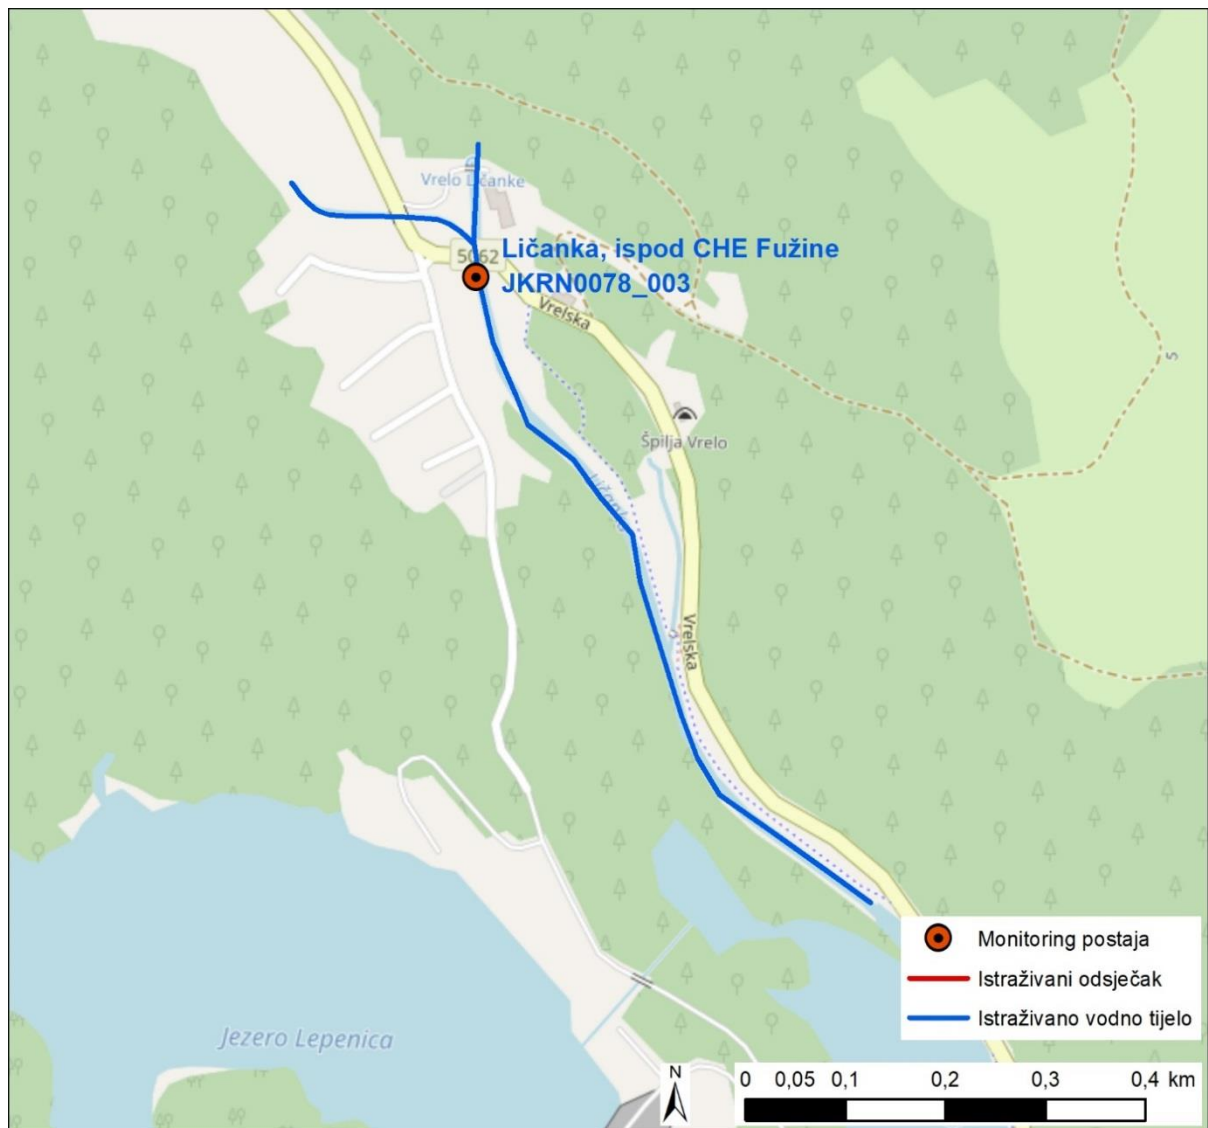 Vrelo Ličanke
Ličanka, ispod CHE Fužine
5062
JKRN0078_003
Vrelska
Špilja Vrelo
Ličanka
Vrelska
Jezero Lepenica
Monitoring postaja
Istraživani odsječak
Istraživano vodno tijelo
N
0 0,05 0,1 0,2 0,3 0,4 km